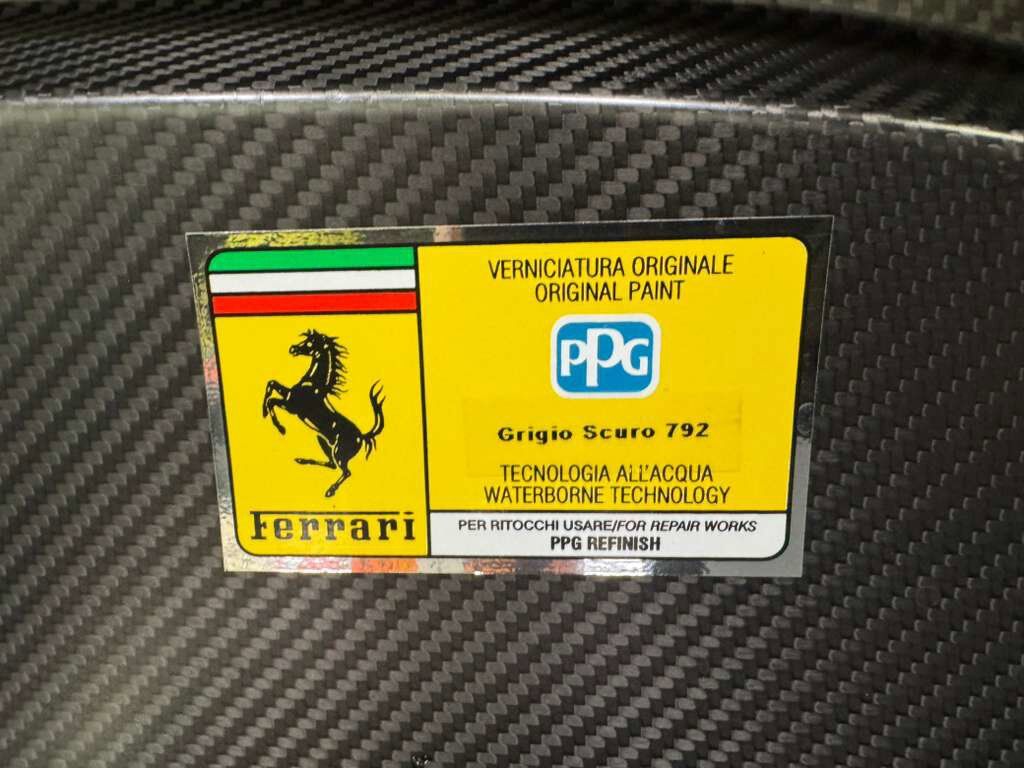 VERNICIATURA ORIGINALE
ORIGINAL PAINT
PPG
Grigio Scuro 792
TECNOLOGIA ALL'ACQUA
WATERBORNE TECHNOLOGY
Ferrari
PER RITOCCHI USARE/FOR REPAIR WORKS
PPG REFINISH